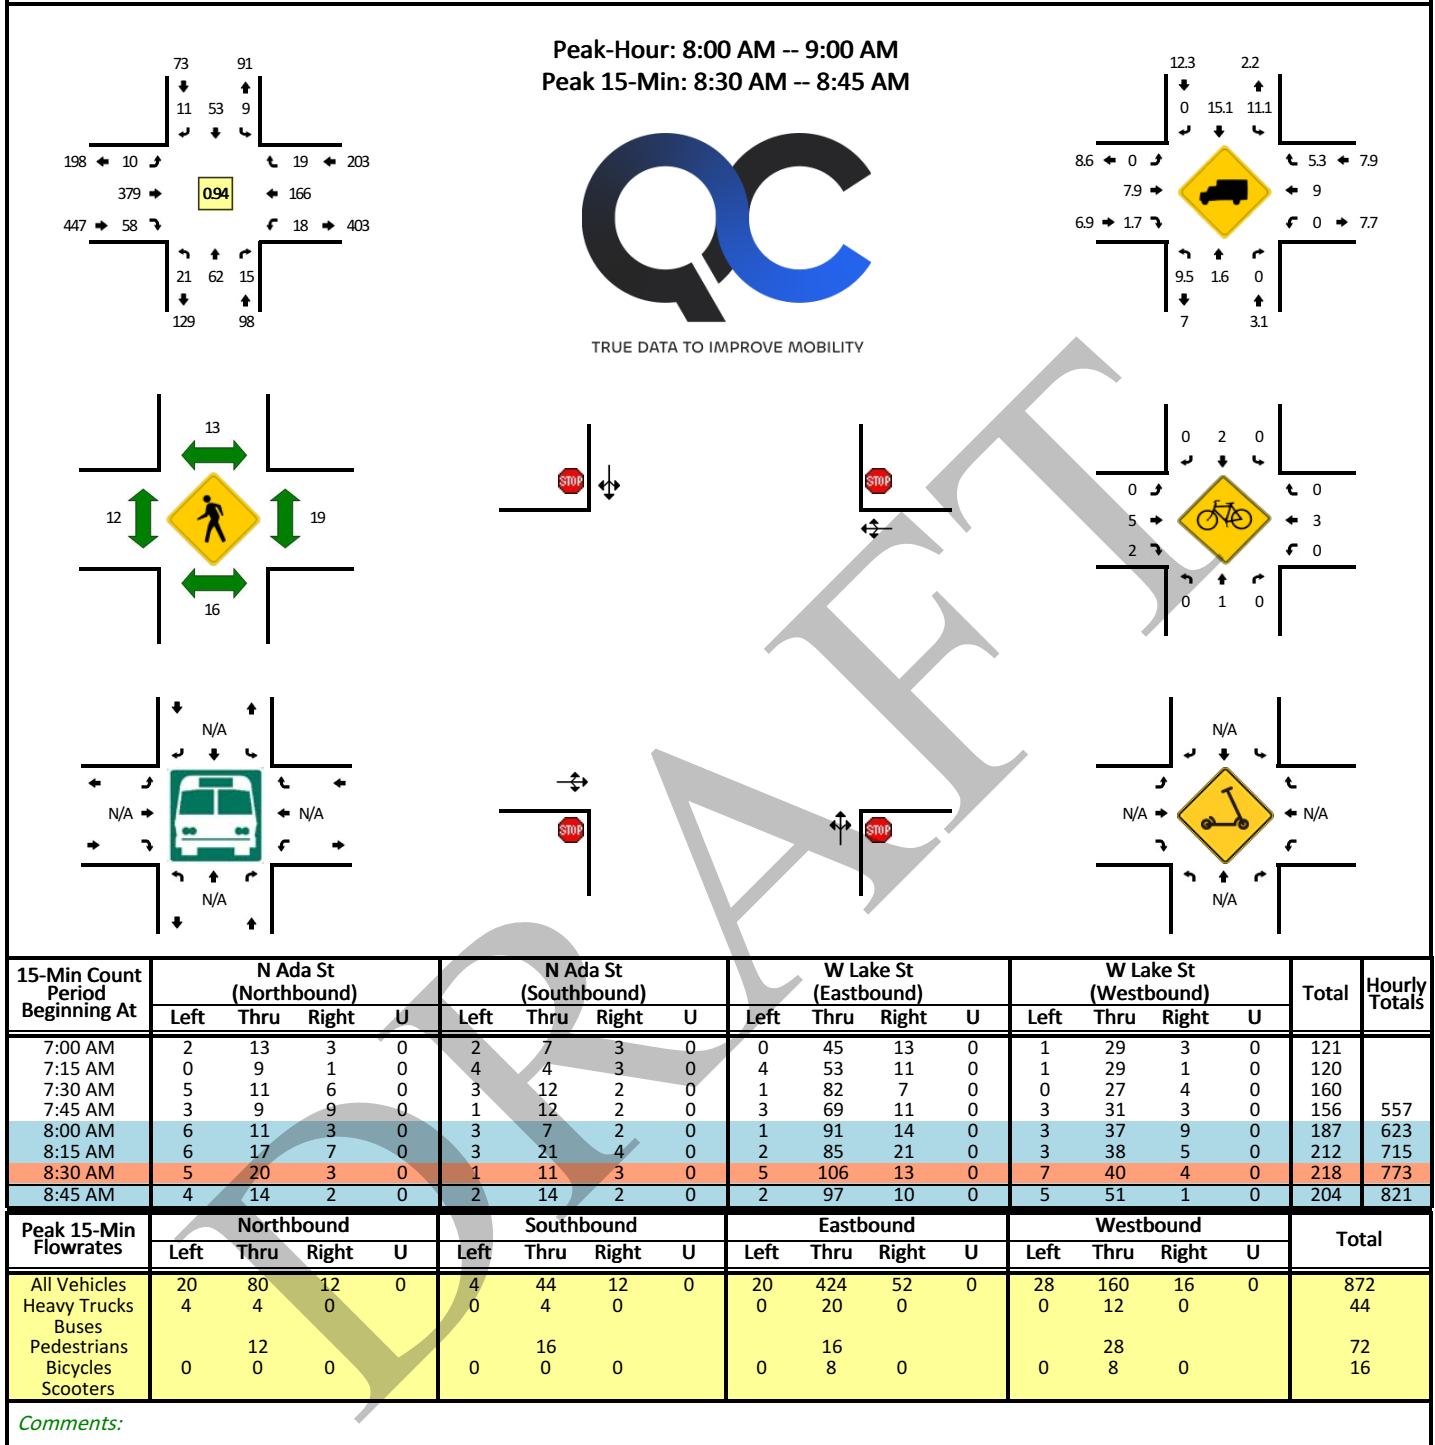 Peak-Hour: 8:00 AM -- 9:00 AM
Peak 15-Min: 8:30 AM -- 8:45 AM
73 91
11 53 9
198 10 19 203
379 0.94 166
447 58 18 403
21 62 15
129 98
TRUE DATA TO IMPROVE MOBILITY
12.3 2.2
0 15.1 11.1
8.6 0 5.3 7.9
7.9 9
6.9 1.7 0 7.7
9.5 1.6 0
7 3.1
13
12 19
16
STOP STOP
0 2 0
0 0
5 3
2 0
0 1 0
N/A
N/A N/A
N/A
STOP STOP
N/A
N/A N/A
N/A
DRAFT
15-Min Count Period Beginning At N Ada St (Northbound) N Ada St (Southbound) W Lake St (Eastbound) W Lake St (Westbound) Total Hourly Totals
Left Thru Right U Left Thru Right U Left Thru Right U Left Thru Right U
7:00 AM 2 13 3 0 2 7 3 0 0 45 13 0 1 29 3 0 121
7:15 AM 0 9 1 0 4 4 3 0 4 53 11 0 1 29 1 0 120
7:30 AM 5 11 6 0 3 12 2 0 1 82 7 0 0 27 4 0 160
7:45 AM 3 9 9 0 1 12 2 0 3 69 11 0 3 31 3 0 156 557
8:00 AM 6 11 3 0 3 7 2 0 1 91 14 0 3 37 9 0 187 623
8:15 AM 6 17 7 0 3 21 4 0 2 85 21 0 3 38 5 0 212 715
8:30 AM 5 20 3 0 1 11 3 0 5 106 13 0 7 40 4 0 218 773
8:45 AM 4 14 2 0 2 14 2 0 2 97 10 0 5 51 1 0 204 821
Peak 15-Min Flowrates Northbound Southbound Eastbound Westbound Total
Left Thru Right U Left Thru Right U Left Thru Right U Left Thru Right U
All Vehicles 20 80 12 0 4 44 12 0 20 424 52 0 28 160 16 0 872
Heavy Trucks 4 4 0 0 4 0 0 20 0 0 12 0 44
Buses
Pedestrians 12 16 16 28 72
Bicycles 0 0 0 0 0 0 0 8 0 0 8 0 16
Scooters
Comments: